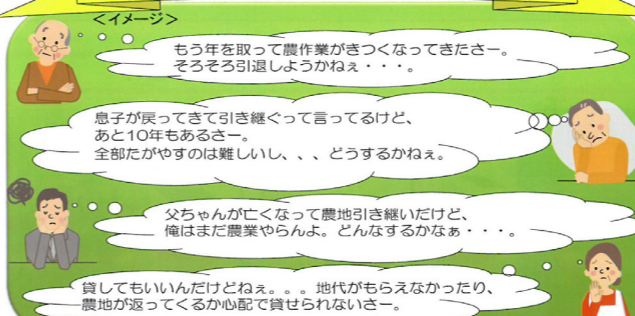 <イメージ>
もう年を取って農作業がきつくなってきたさー。
そろそろ引退しようかねぇ・・・。
息子が戻ってきて引き継ぐって言ってるけど、
あと10年もあるさー。
全部たがやすのは難しいし、、、どうするかねぇ。
父ちゃんが亡くなって農地引き継いだけど、
俺はまだ農業やらんよ。どんなするかなぁ・・・。
貸してもいいんだけどねぇ。。。地代がもらえなかったり、
農地が返ってくるか心配で貸せられないさー。